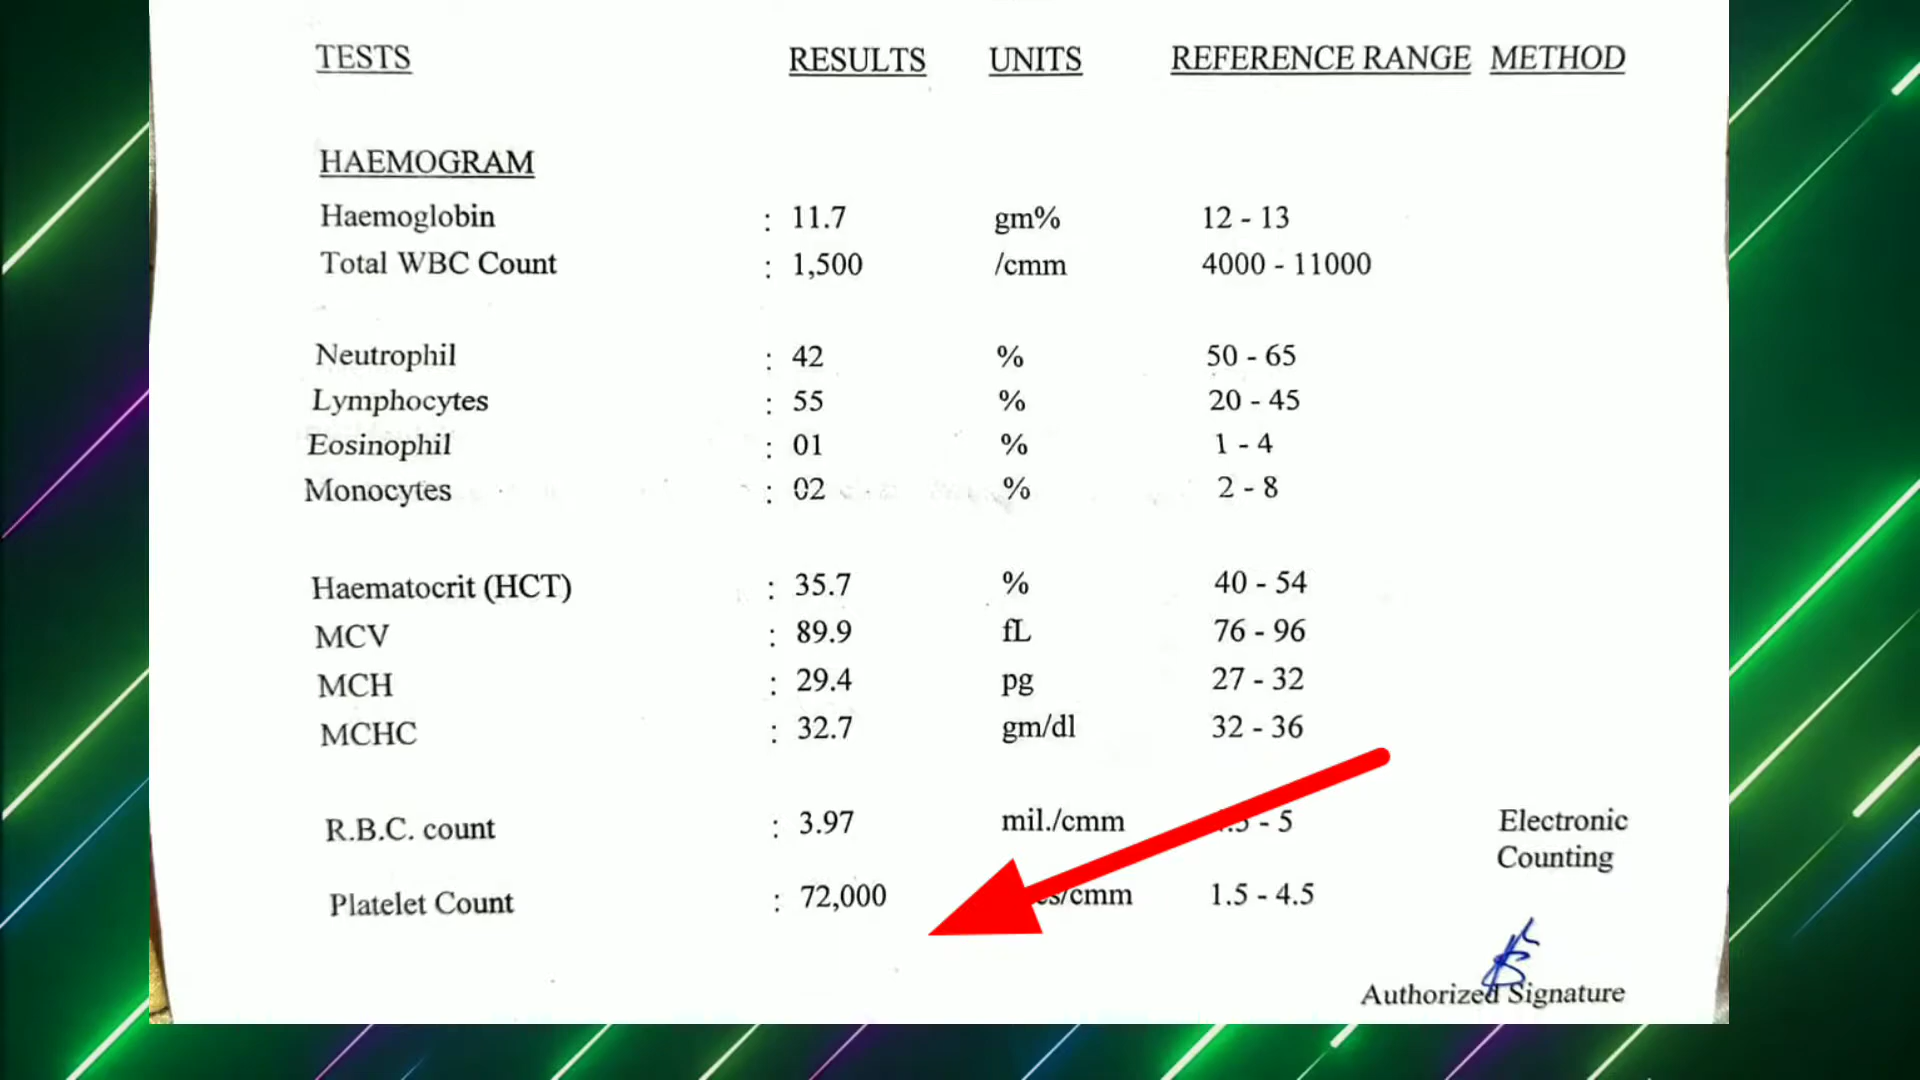 TESTS RESULTS UNITS REFERENCE RANGE METHOD
HAEMOGRAM
Haemoglobin : 11.7 gm% 12 - 13
Total WBC Count : 1,500 /cmm 4000 - 11000
Neutrophil : 42 % 50 - 65
Lymphocytes : 55 % 20 - 45
Eosinophil : 01 % 1 - 4
Monocytes : 02 % 2 - 8
Haematocrit (HCT) : 35.7 % 40 - 54
MCV : 89.9 fL 76 - 96
MCH : 29.4 pg 27 - 32
MCHC : 32.7 gm/dl 32 - 36
R.B.C. count : 3.97 mil./cmm - 5 Electronic
Counting
Platelet Count : 72,000 /cmm 1.5 - 4.5
Authorized Signature